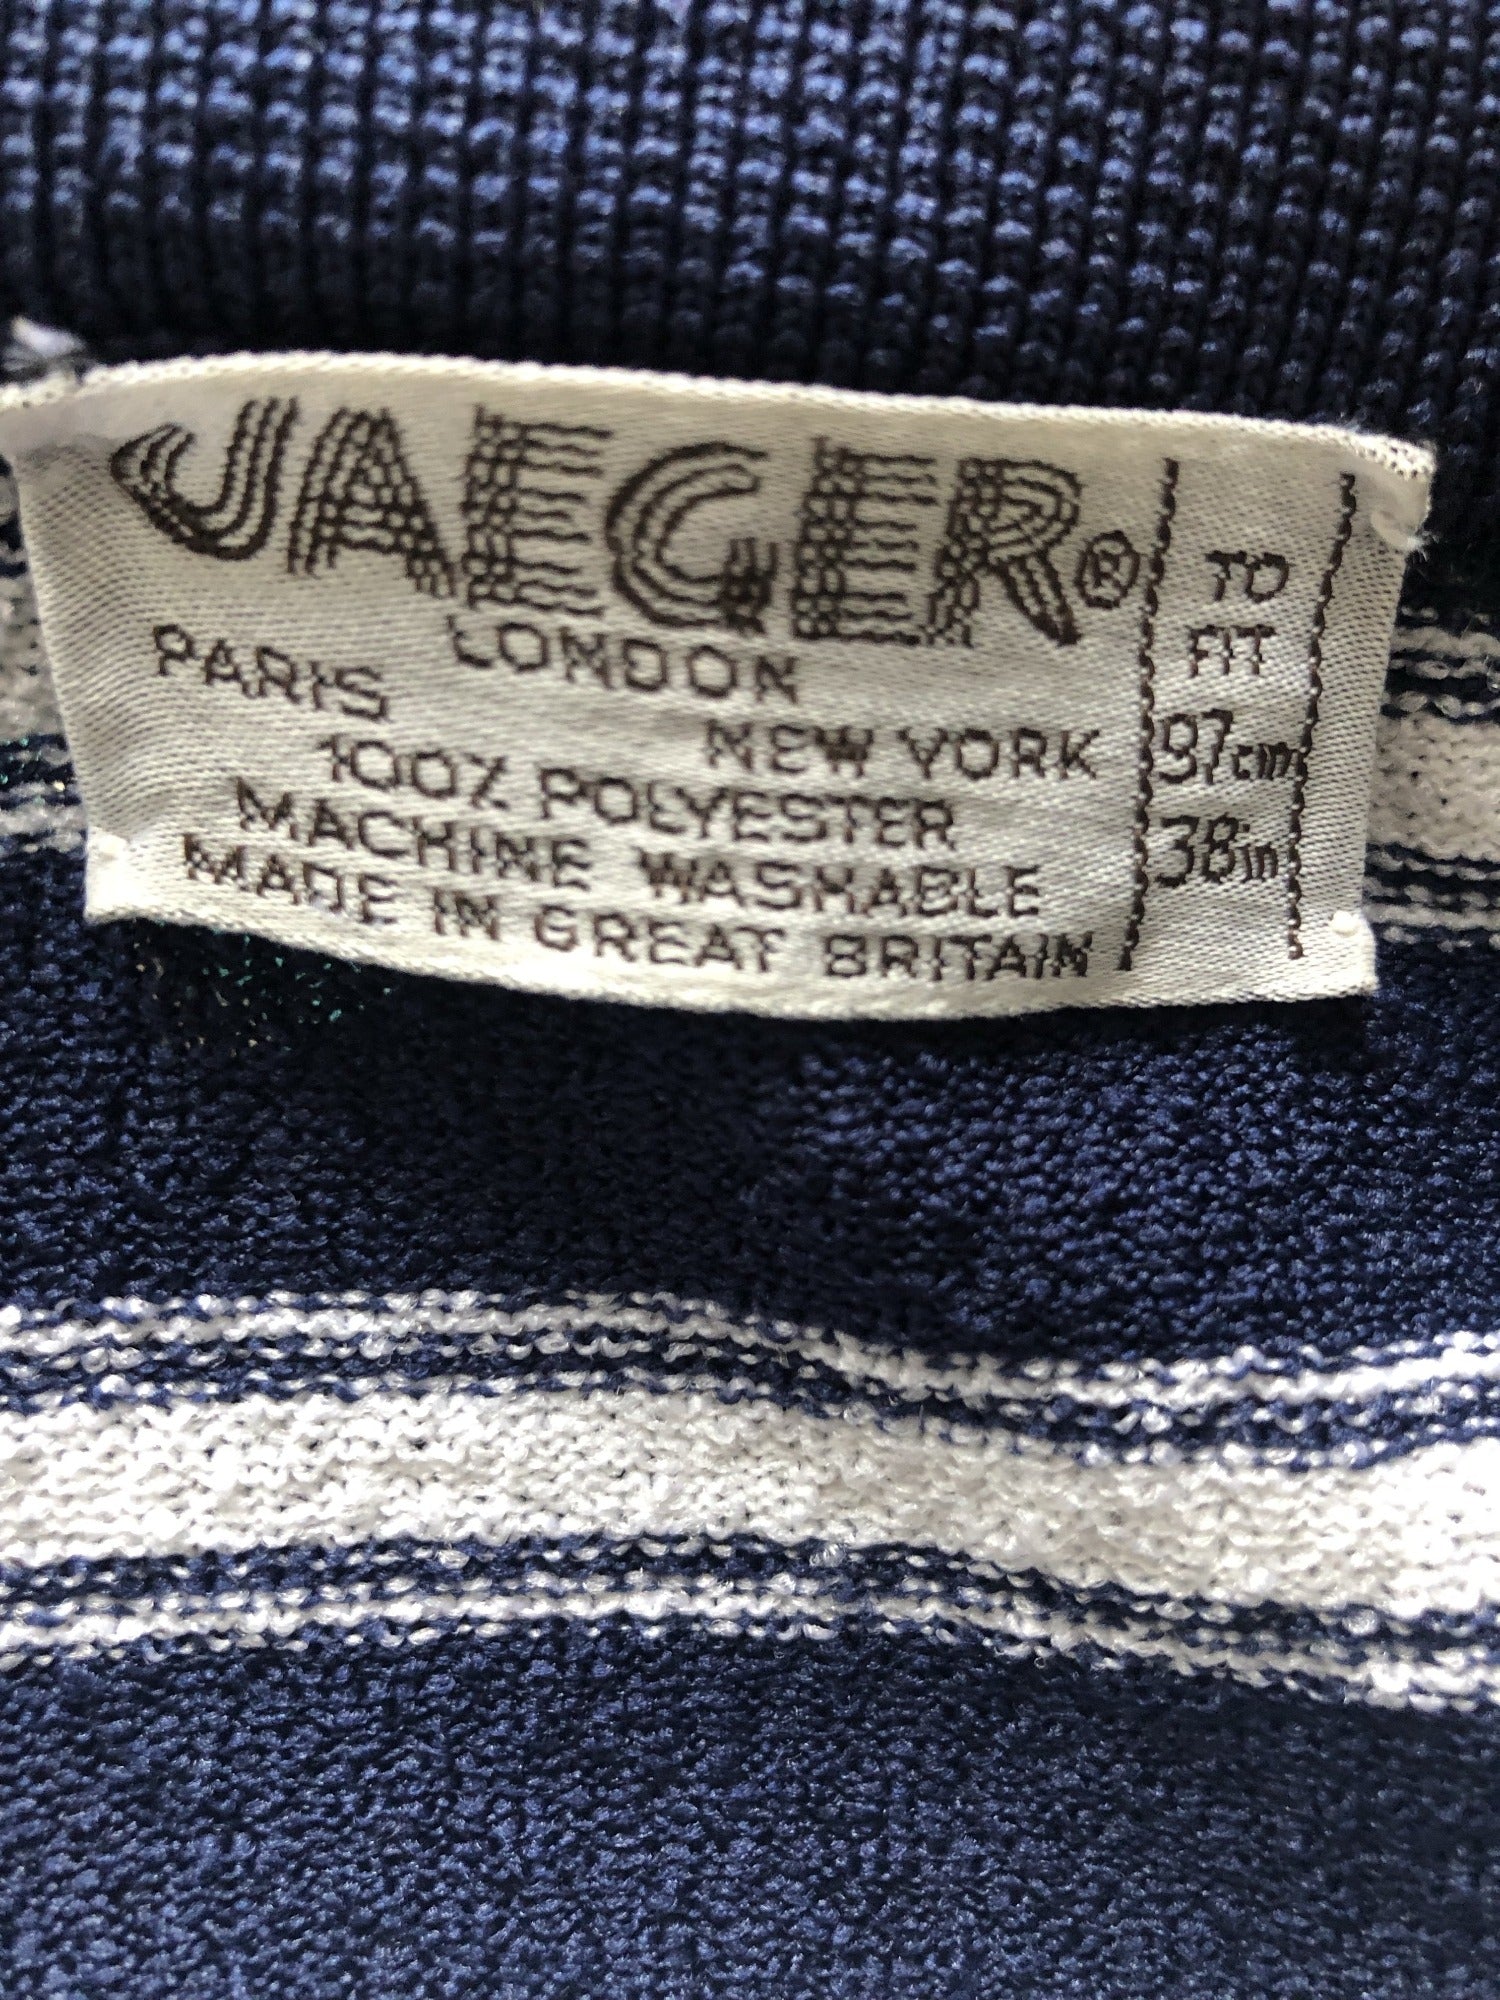 JAEGER®
LONDON
PARIS NEW YORK
100% POLYESTER
MACHINE WASHABLE
MADE IN GREAT BRITAIN
TO
FIT
97cm
38in